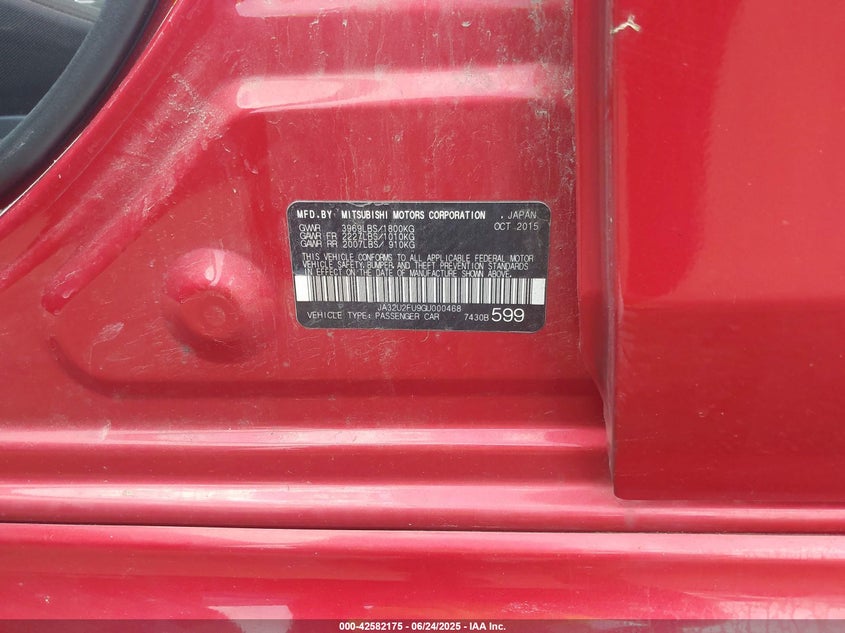 MFD.BY MITSUBISHI MOTORS CORPORATION , JAPAN
GVWR 3969LBS/1800KG OCT 2015
GAWR FR 2227LBS/1010KG
GAWR RR 2007LBS/ 910KG
THIS VEHICLE CONFORMS TO ALL APPLICABLE FEDERAL MOTOR
VEHICLE SAFETY, BUMPER, AND THEFT PREVENTION STANDARDS
IN EFFECT ON THE DATE OF MANUFACTURE SHOWN ABOVE.
JA32U2FU9GU000468
VEHICLE TYPE: PASSENGER CAR 7430B 599
000-42582175 - 06/24/2025 - IAA Inc.